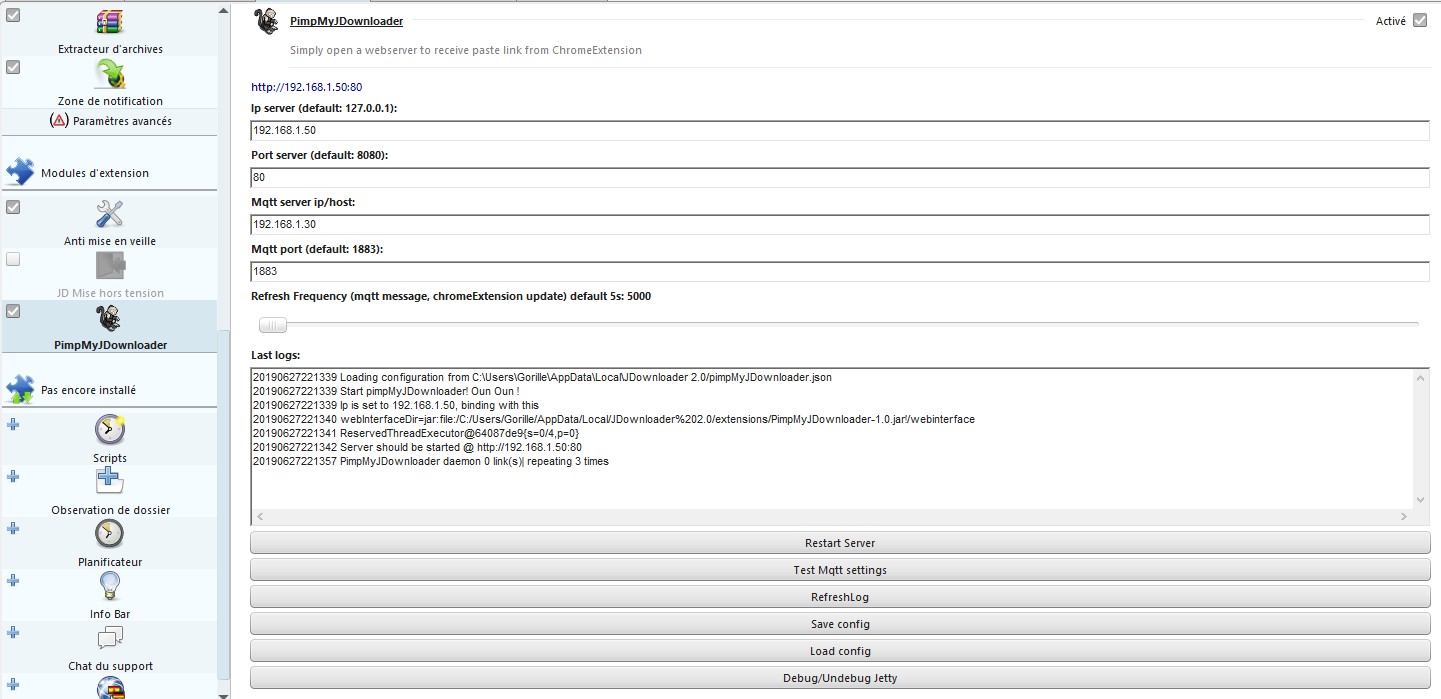 Extracteur d'archives
Zone de notification
Paramètres avancés
Modules d'extension
Anti mise en veille
JD Mise hors tension
PimpMyJDownloader
Pas encore installé
Scripts
Observation de dossier
Planificateur
Info Bar
Chat du support
PimpMyJDownloader
Activé
Simply open a webserver to receive paste link from ChromeExtension
http://192.168.1.50:80
Ip server (default: 127.0.0.1):
192.168.1.50
Port server (default: 8080):
80
Mqtt server ip/host:
192.168.1.30
Mqtt port (default: 1883):
1883
Refresh Frequency (mqtt message, chromeExtension update) default 5s: 5000
Last logs:
20190627221339 Loading configuration from C:\Users\Gorille\AppData\Local\JDownloader 2.0/pimpMyJDownloader.json
20190627221339 Start pimpMyJDownloader! Oun Oun !
20190627221339 Ip is set to 192.168.1.50, binding with this
20190627221340 webInterfaceDir=jar:file:/C:/Users/Gorille/AppData/Local/JDownloader%202.0/extensions/PimpMyJDownloader-1.0.jar!/webinterface
20190627221341 ReservedThreadExecutor@64087de9{s=0/4,p=0}
20190627221342 Server should be started @ http://192.168.1.50:80
20190627221357 PimpMyJDownloader daemon 0 link(s)| repeating 3 times
Restart Server
Test Mqtt settings
RefreshLog
Save config
Load config
Debug/Undebug Jetty